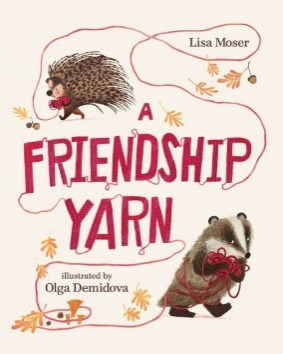 Lisa Moser
A
FRIENDSHIP
YARN
illustrated by
Olga Demidova